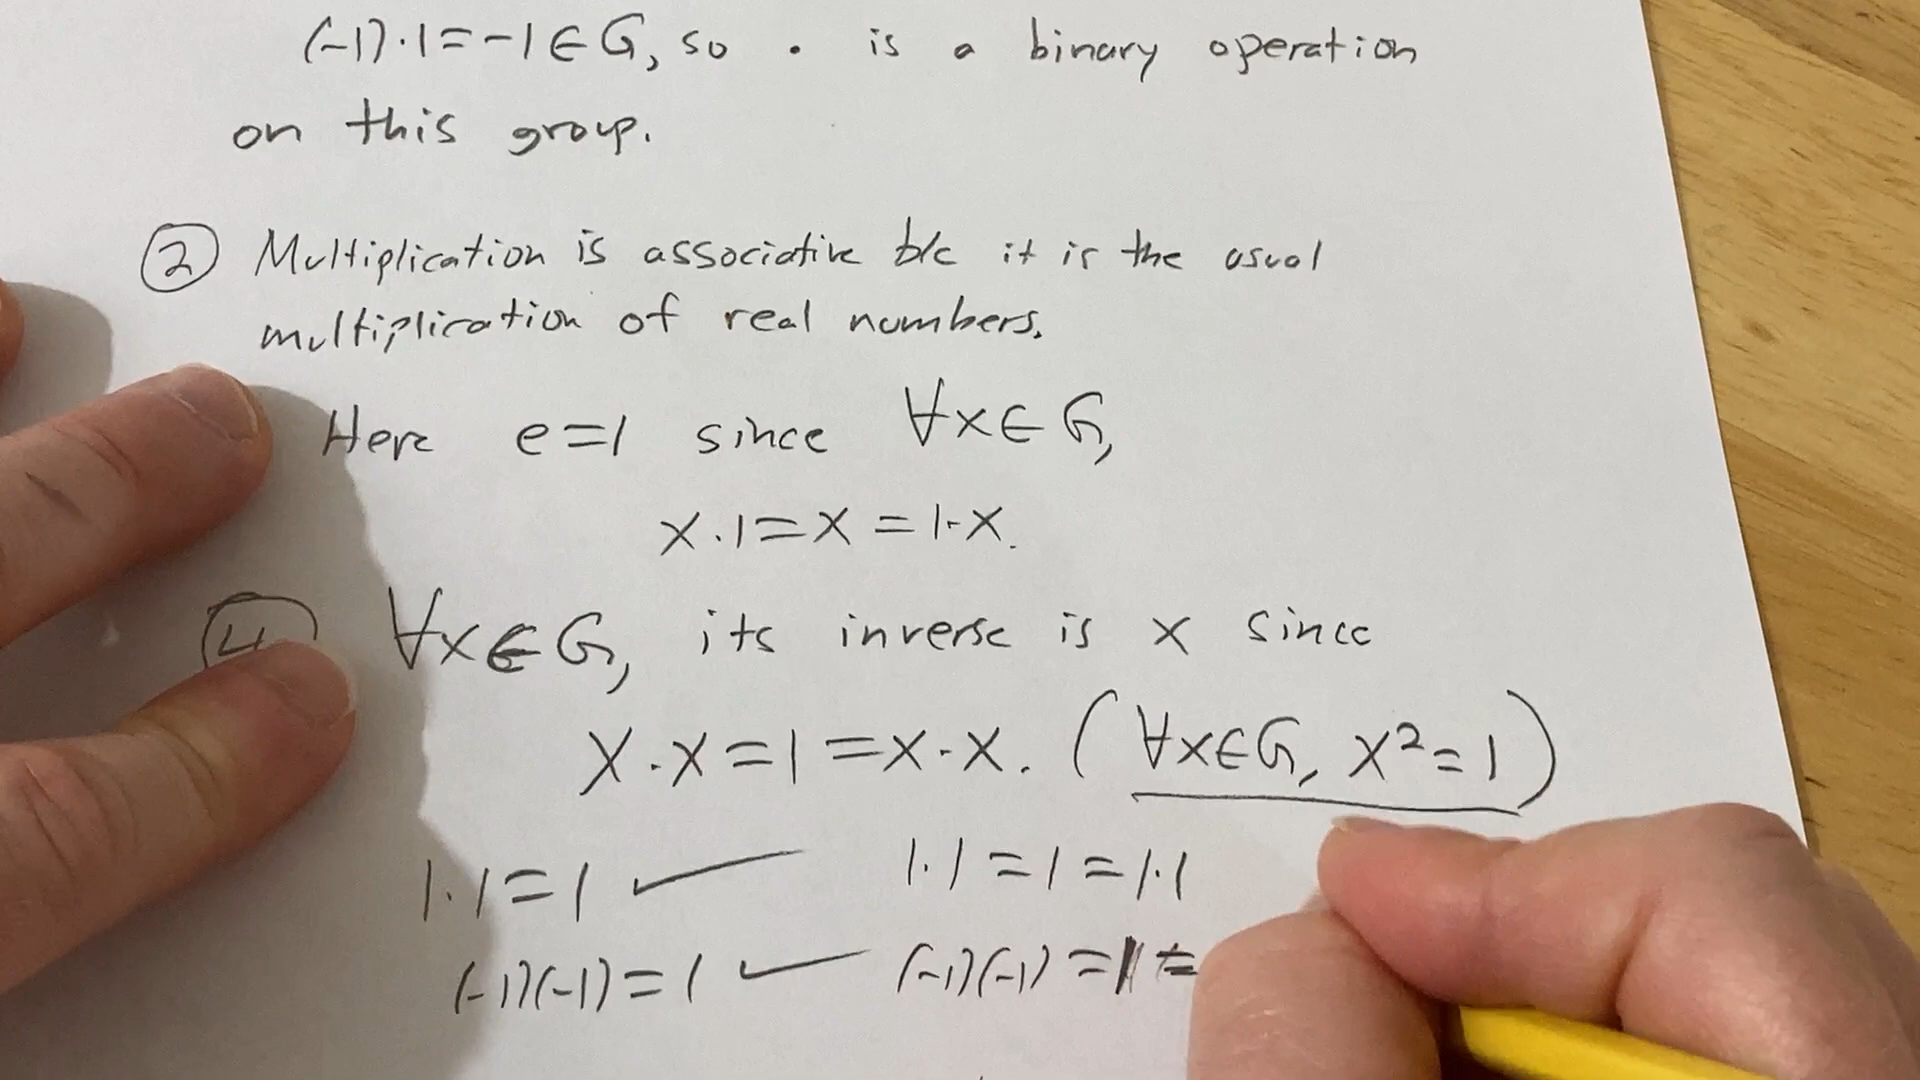 (-1)·1=-1∈G, so · is a binary operation
on this group.
② Multiplication is associative b/c it is the usual
multiplication of real numbers.
Here e=1 since ∀x∈G,
x·1=x=1·x.
④ ∀x∈G, its inverse is x since
x·x=1=x·x. (∀x∈G, x²=1)
1·1=1 ✓ 1·1=1=1·1
(-1)(-1)=1 ✓ (-1)(-1)=1=